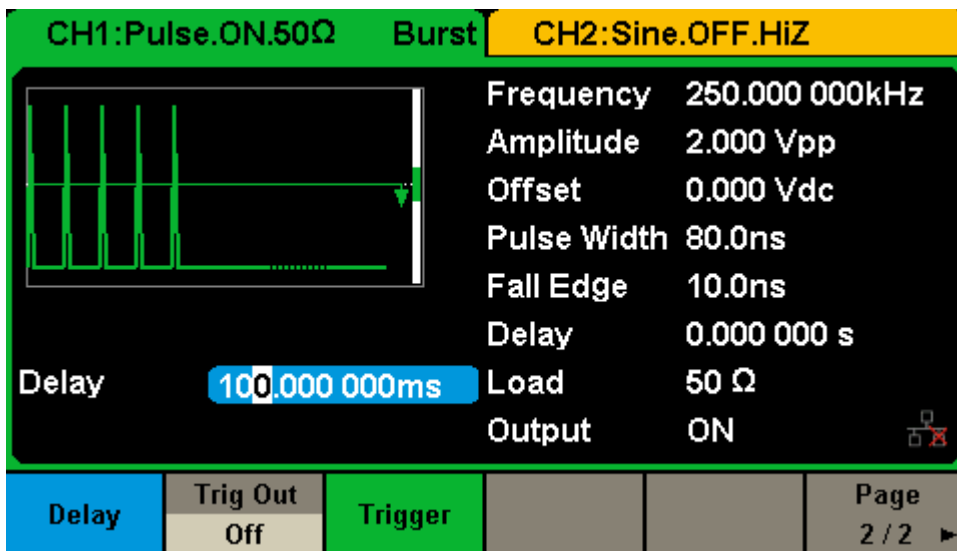 CH1:Pulse.ON.50Ω Burst
CH2:Sine.OFF.HiZ
Frequency 250.000 000kHz
Amplitude 2.000 Vpp
Offset 0.000 Vdc
Pulse Width 80.0ns
Fall Edge 10.0ns
Delay 0.000 000 s
Delay 100.000 000ms
Load 50 Ω
Output ON
Delay
Trig Out
Off
Trigger
Page
2 / 2 ►